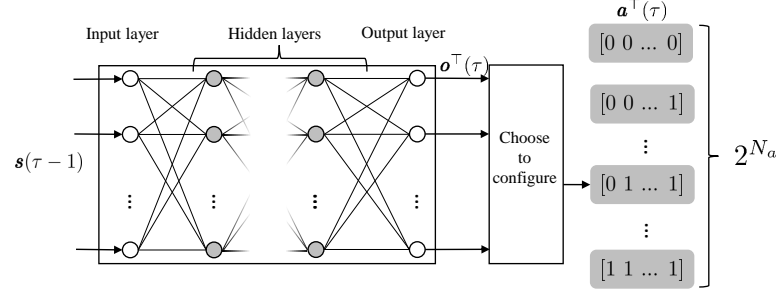 Input layer
Hidden layers
Output layer
s(τ−1)
⋮
⋮
⋮
⋮
o⊤(τ)
Choose
to
configure
a⊤(τ)
[0 0 ... 0]
[0 0 ... 1]
⋮
[0 1 ... 1]
⋮
[1 1 ... 1]
2^{N_a}